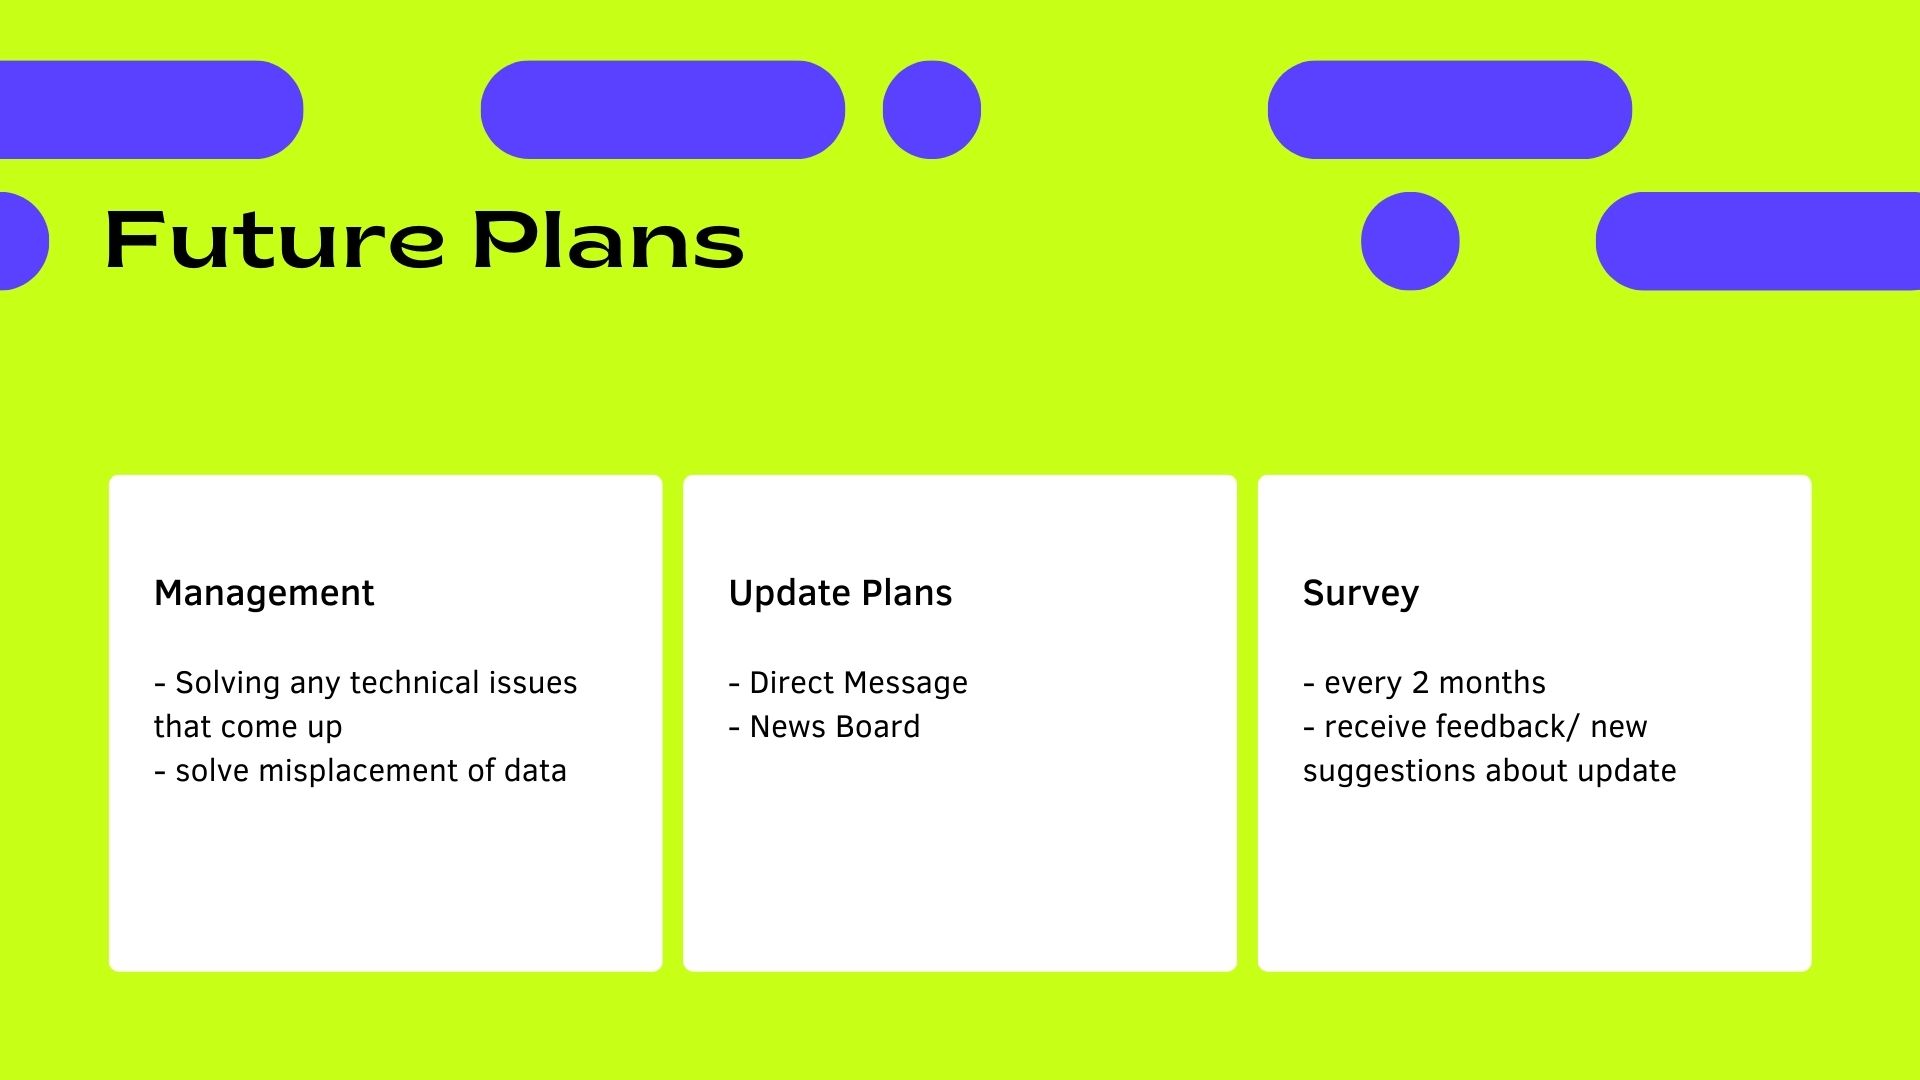 Future Plans
Management
- Solving any technical issues
that come up
- solve misplacement of data
Update Plans
- Direct Message
- News Board
Survey
- every 2 months
- receive feedback/ new
suggestions about update